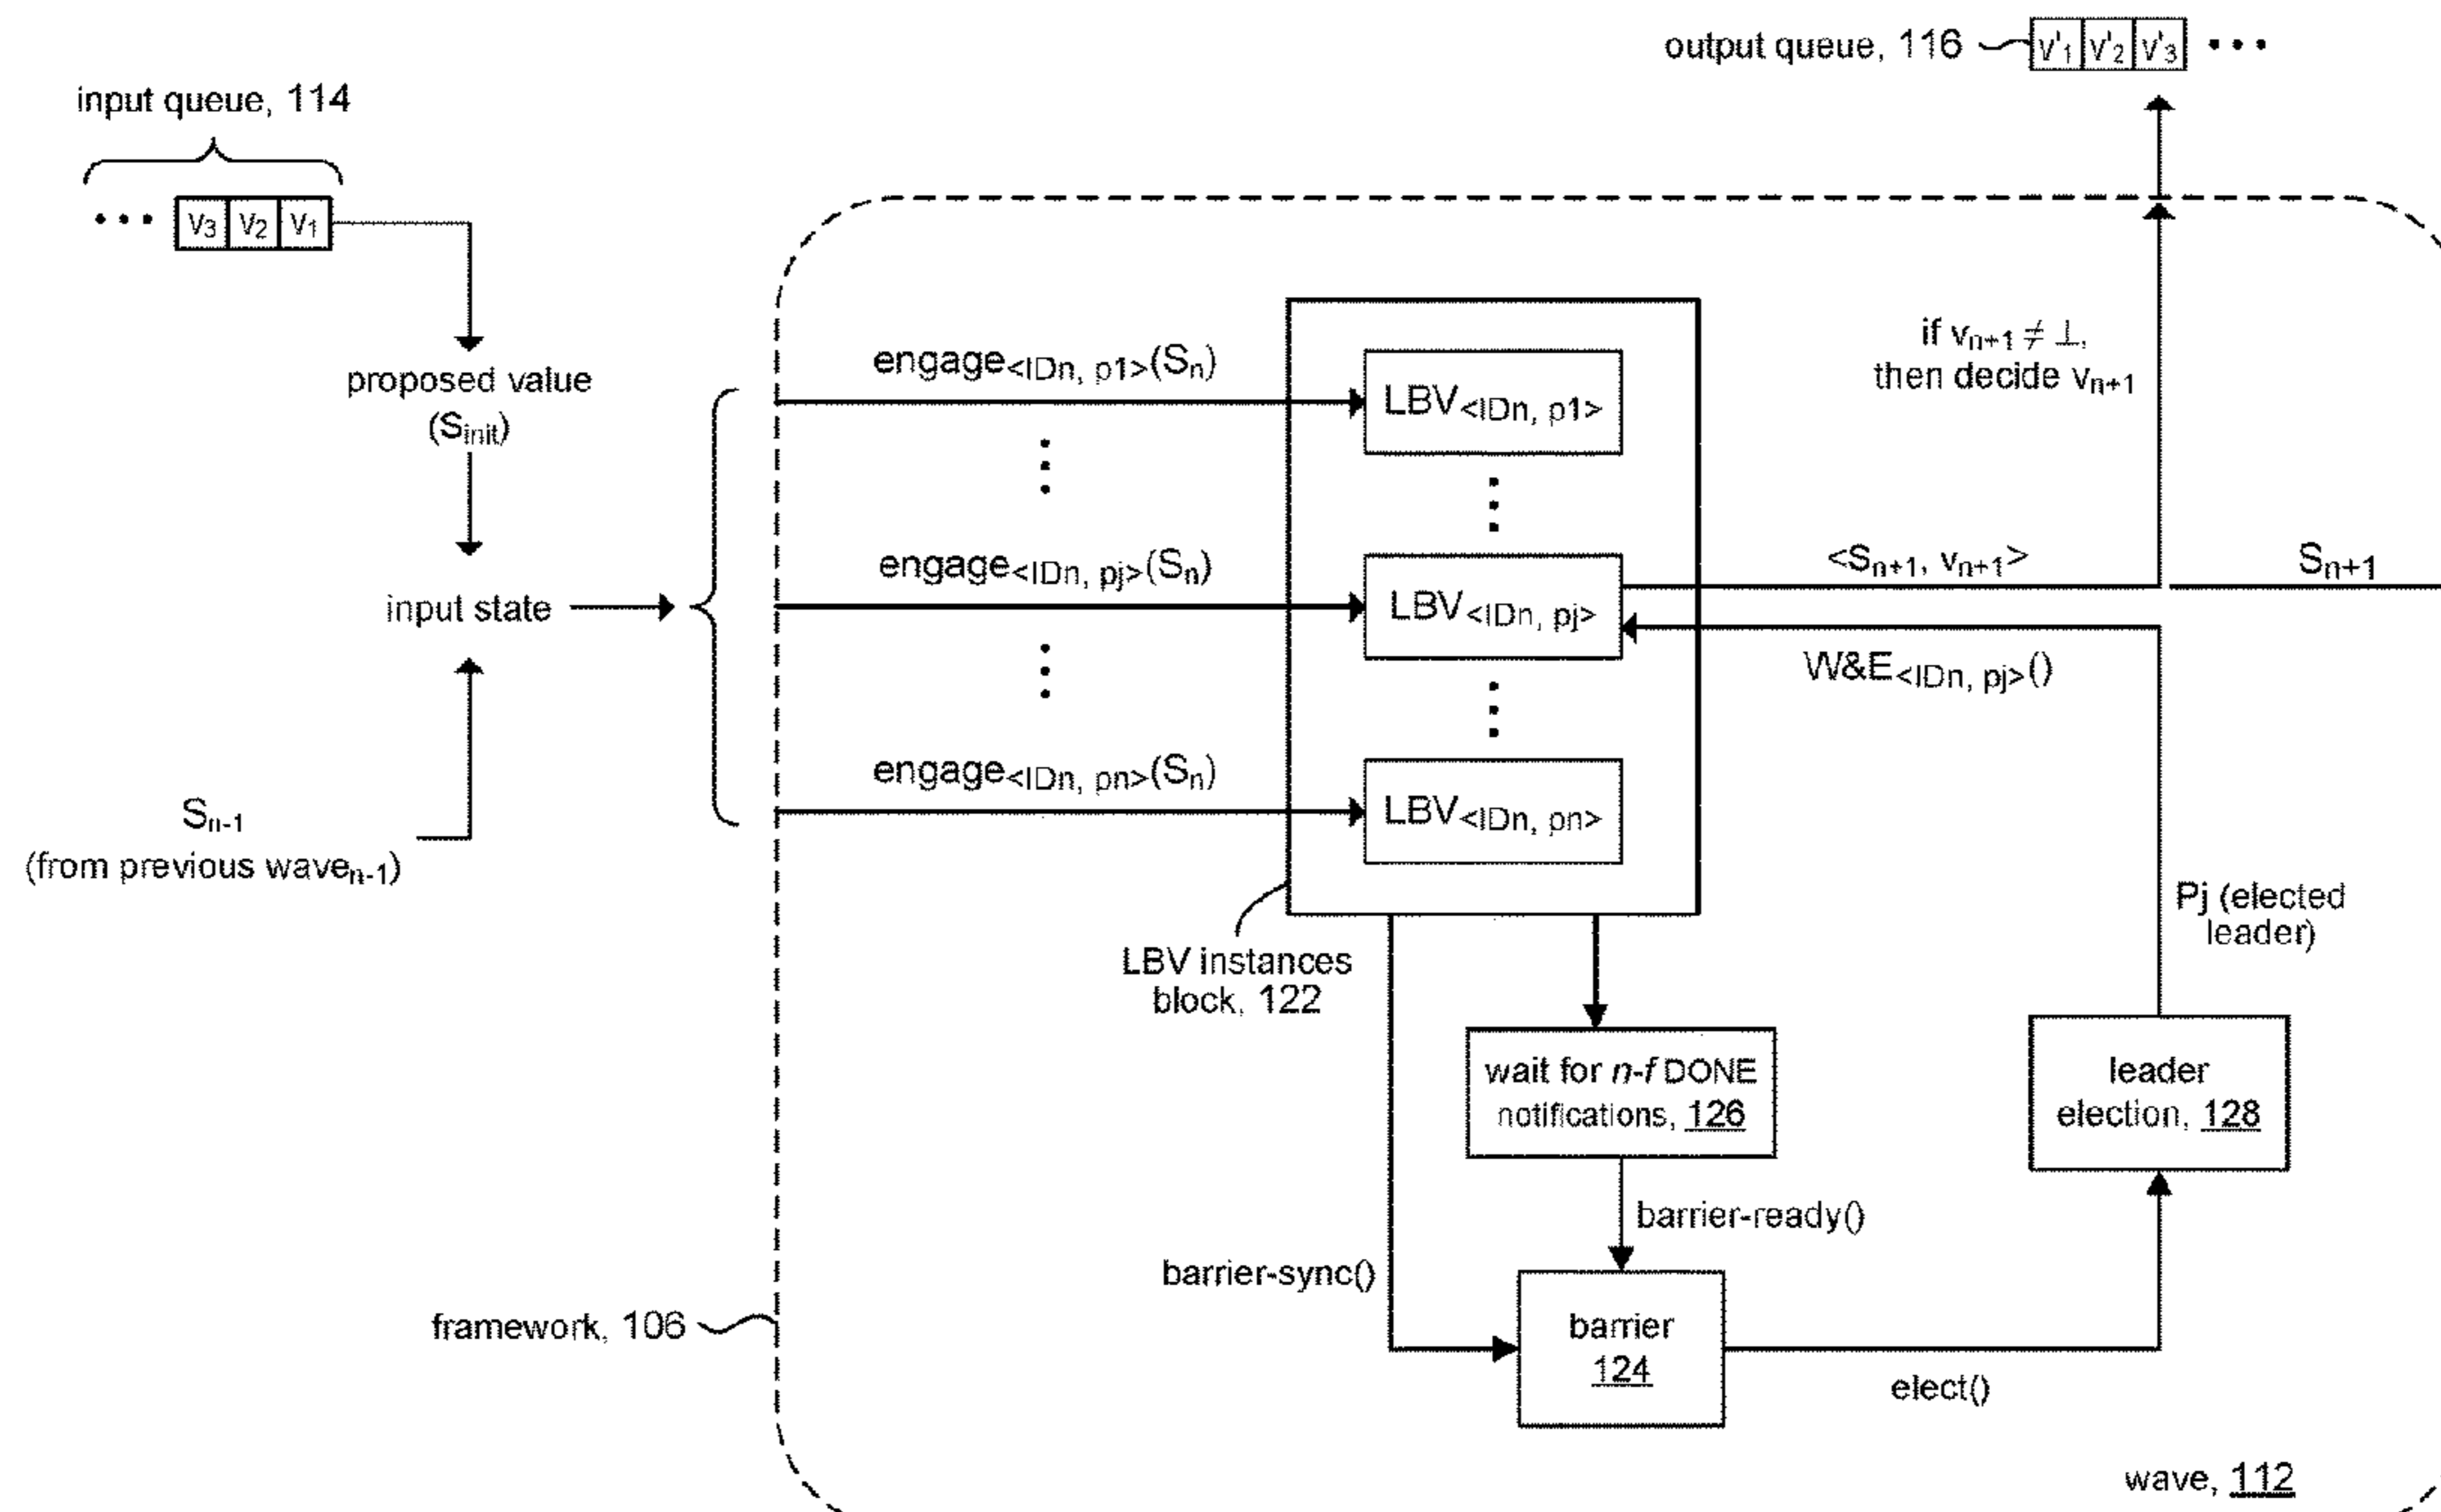 output queue, 116
v'1 v'2 v'3 •••
input queue, 114
••• v3 v2 v1
proposed value
(Sinit)
input state
Sn-1
(from previous waven-1)
engage<IDn, p1>(Sn)
engage<IDn, pj>(Sn)
engage<IDn, pn>(Sn)
LBV<IDn, p1>
LBV<IDn, pj>
LBV<IDn, pn>
if vn+1 ≠ ⊥,
then decide vn+1
<Sn+1, vn+1>
Sn+1
W&E<IDn, pj>()
Pj (elected
leader)
LBV instances
block, 122
wait for n-f DONE
notifications, 126
leader
election, 128
barrier-ready()
barrier-sync()
barrier
124
elect()
framework, 106
wave, 112